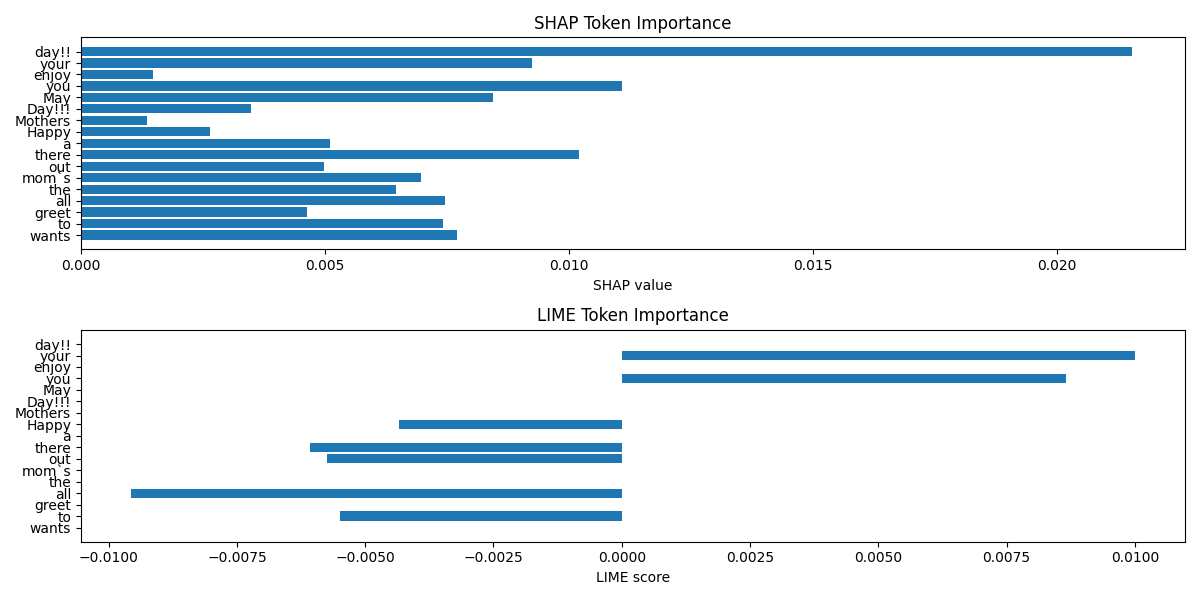 SHAP Token Importance
day!!
your
enjoy
you
May
Day!!!
Mothers
Happy
a
there
out
mom`s
the
all
greet
to
wants
0.000 0.005 0.010 0.015 0.020
SHAP value
LIME Token Importance
day!!
your
enjoy
you
May
Day!!!
Mothers
Happy
a
there
out
mom`s
the
all
greet
to
wants
−0.0100 −0.0075 −0.0050 −0.0025 0.0000 0.0025 0.0050 0.0075 0.0100
LIME score